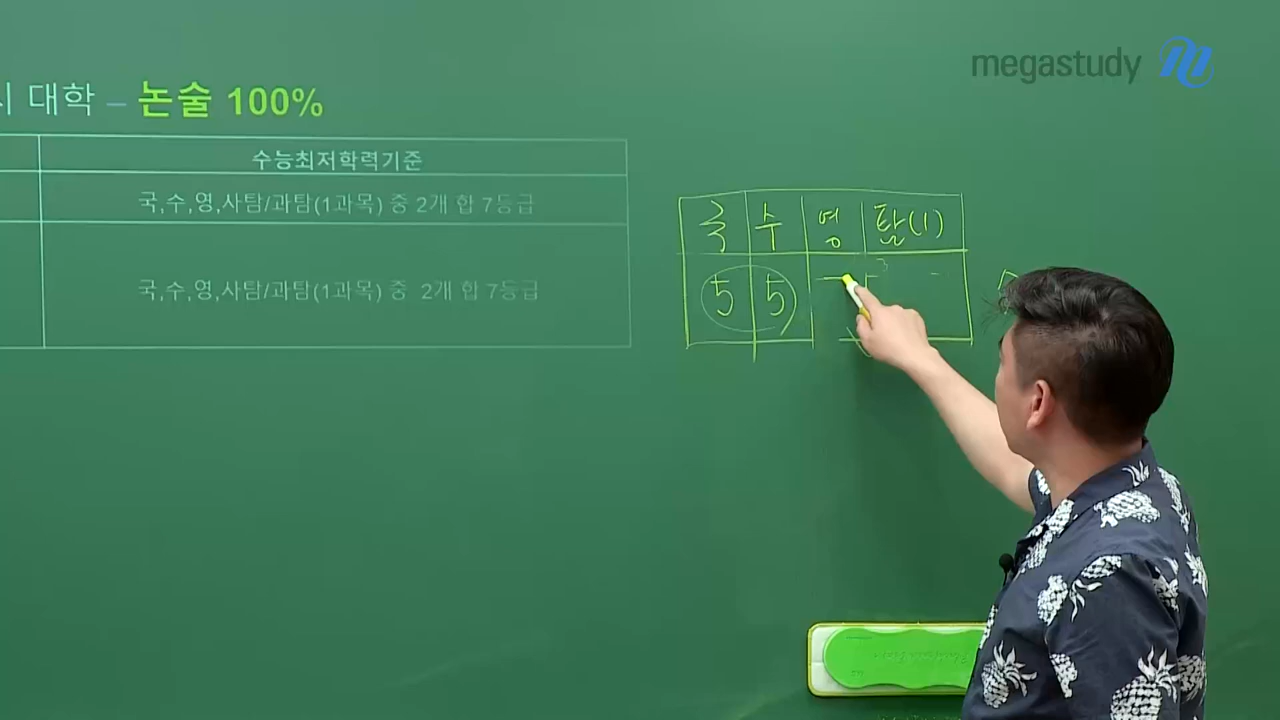 megastudy
대학 – 논술 100%
수능최저학력기준
국,수,영,사탐/과탐(1과목) 중 2개 합 7등급
국,수,영,사탐/과탐(1과목) 중 2개 합 7등급
국 수 영 탐(1)
5 5 3